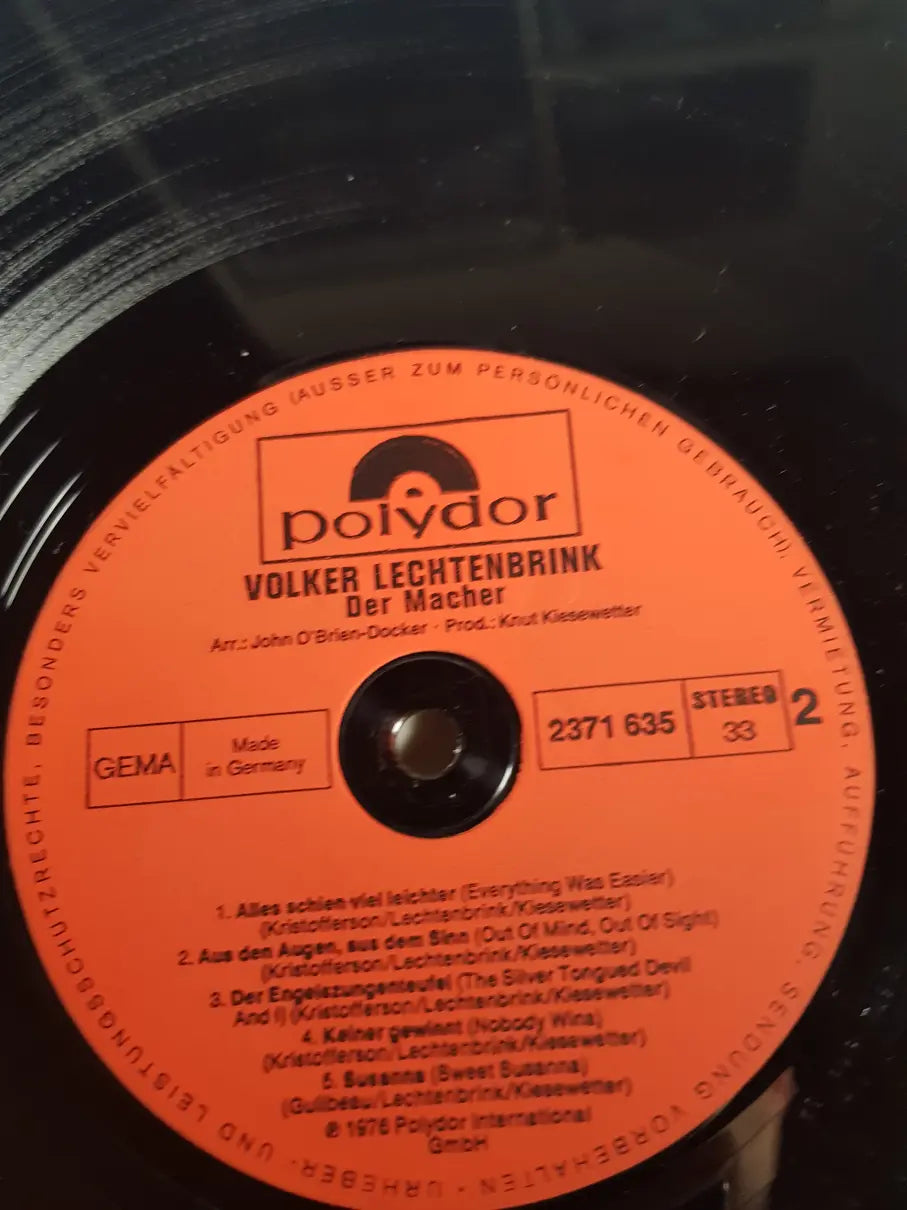 URHEBER- UND LEISTUNGSSCHUTZRECHTE, BESONDERS VERVIELFÄLTIGUNG (AUSSER ZUM PERSÖNLICHEN GEBRAUCH), VERMIETUNG, AUFFÜHRUNG, SENDUNG VORBEHALTEN ·
polydor
VOLKER LECHTENBRINK
Der Macher
Arr.: John O'Brien-Docker · Prod.: Knut Kiesewetter
GEMA
Made
in Germany
2371 635
STEREO
33
2
1. Alles schien viel leichter (Everything Was Easier)
(Kristofferson/Lechtenbrink/Kiesewetter)
2. Aus den Augen, aus dem Sinn (Out Of Mind, Out Of Sight)
(Kristofferson/Lechtenbrink/Kiesewetter)
3. Der Engelszungenteufel (The Silver Tongued Devil
And I) (Kristofferson/Lechtenbrink/Kiesewetter)
4. Keiner gewinnt (Nobody Wins)
(Kristofferson/Lechtenbrink/Kiesewetter)
5. Susanna (Sweet Susanna)
(Guilbeau/Lechtenbrink/Kiesewetter)
℗ 1976 Polydor International
GmbH